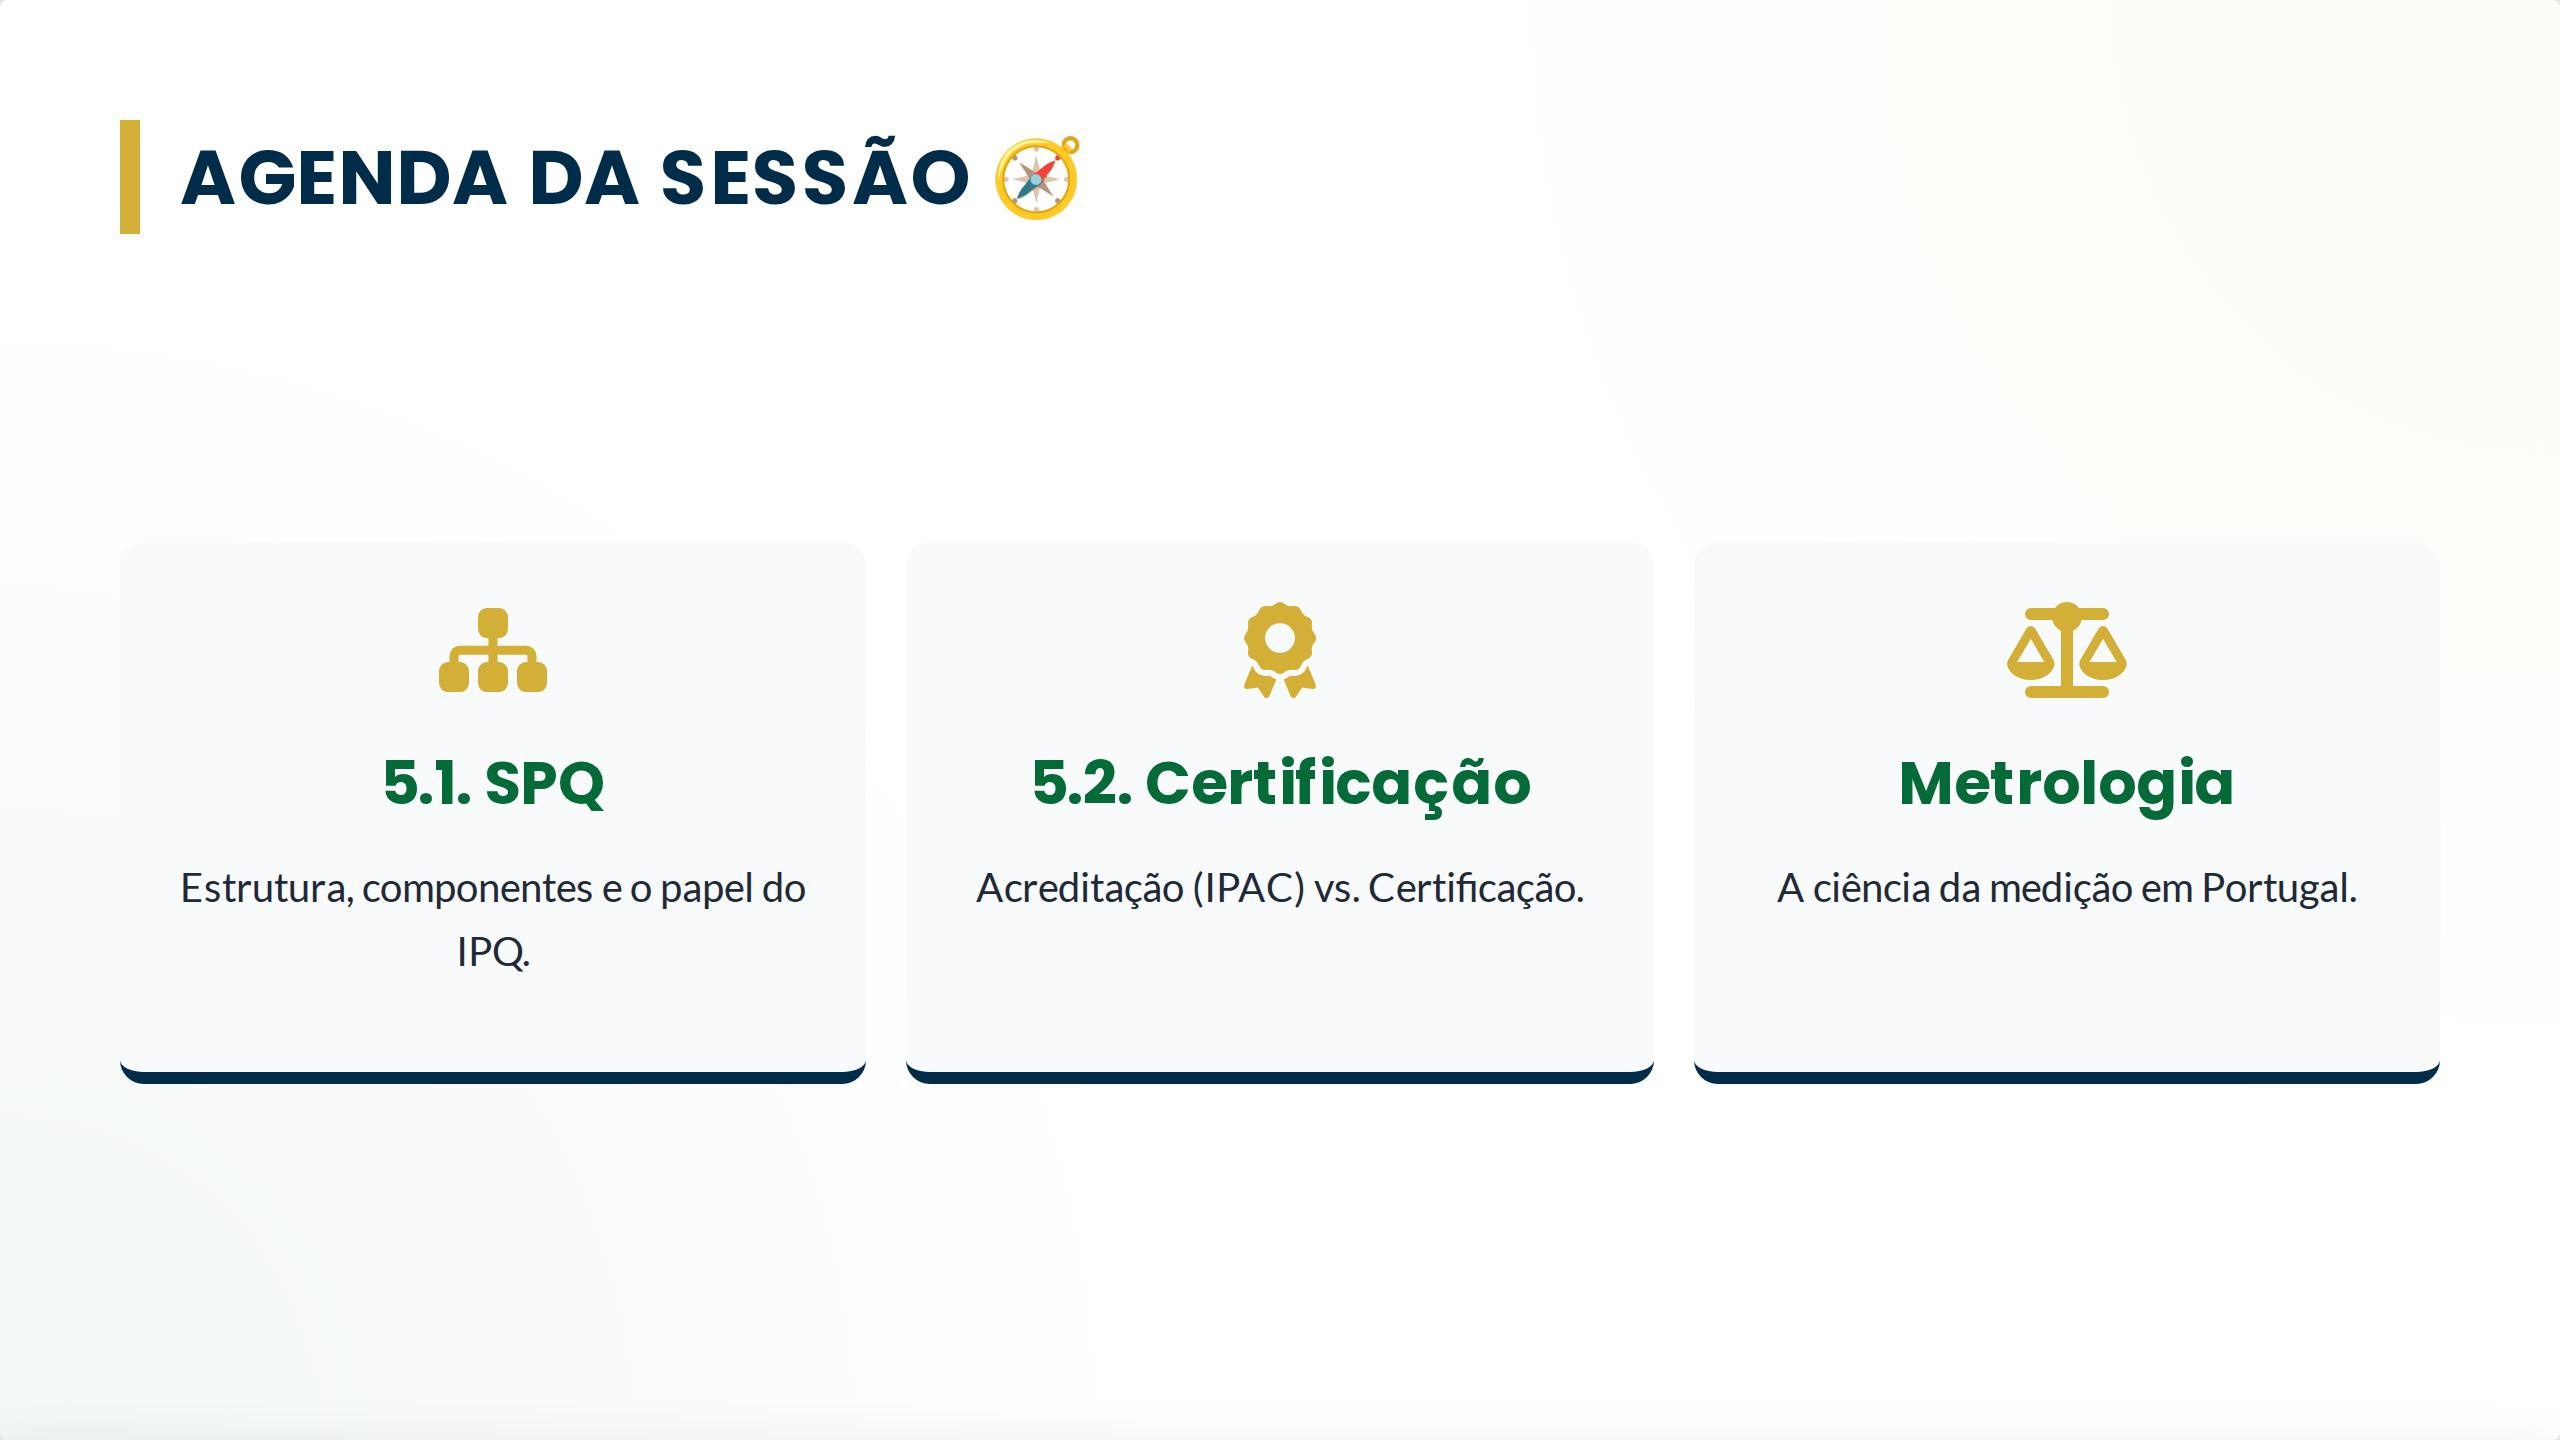 AGENDA DA SESSÃO
5.1. SPQ
Estrutura, componentes e o papel do
IPQ.
5.2. Certificação
Acreditação (IPAC) vs. Certificação.
Metrologia
A ciência da medição em Portugal.